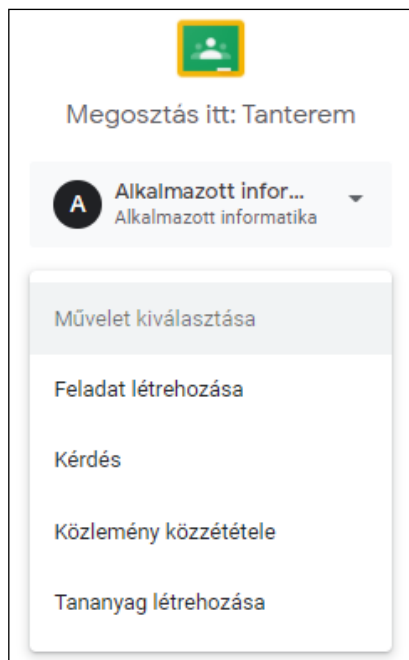 Megosztás itt: Tanterem
A
Alkalmazott infor...
Alkalmazott informatika
Művelet kiválasztása
Feladat létrehozása
Kérdés
Közlemény közzététele
Tananyag létrehozása